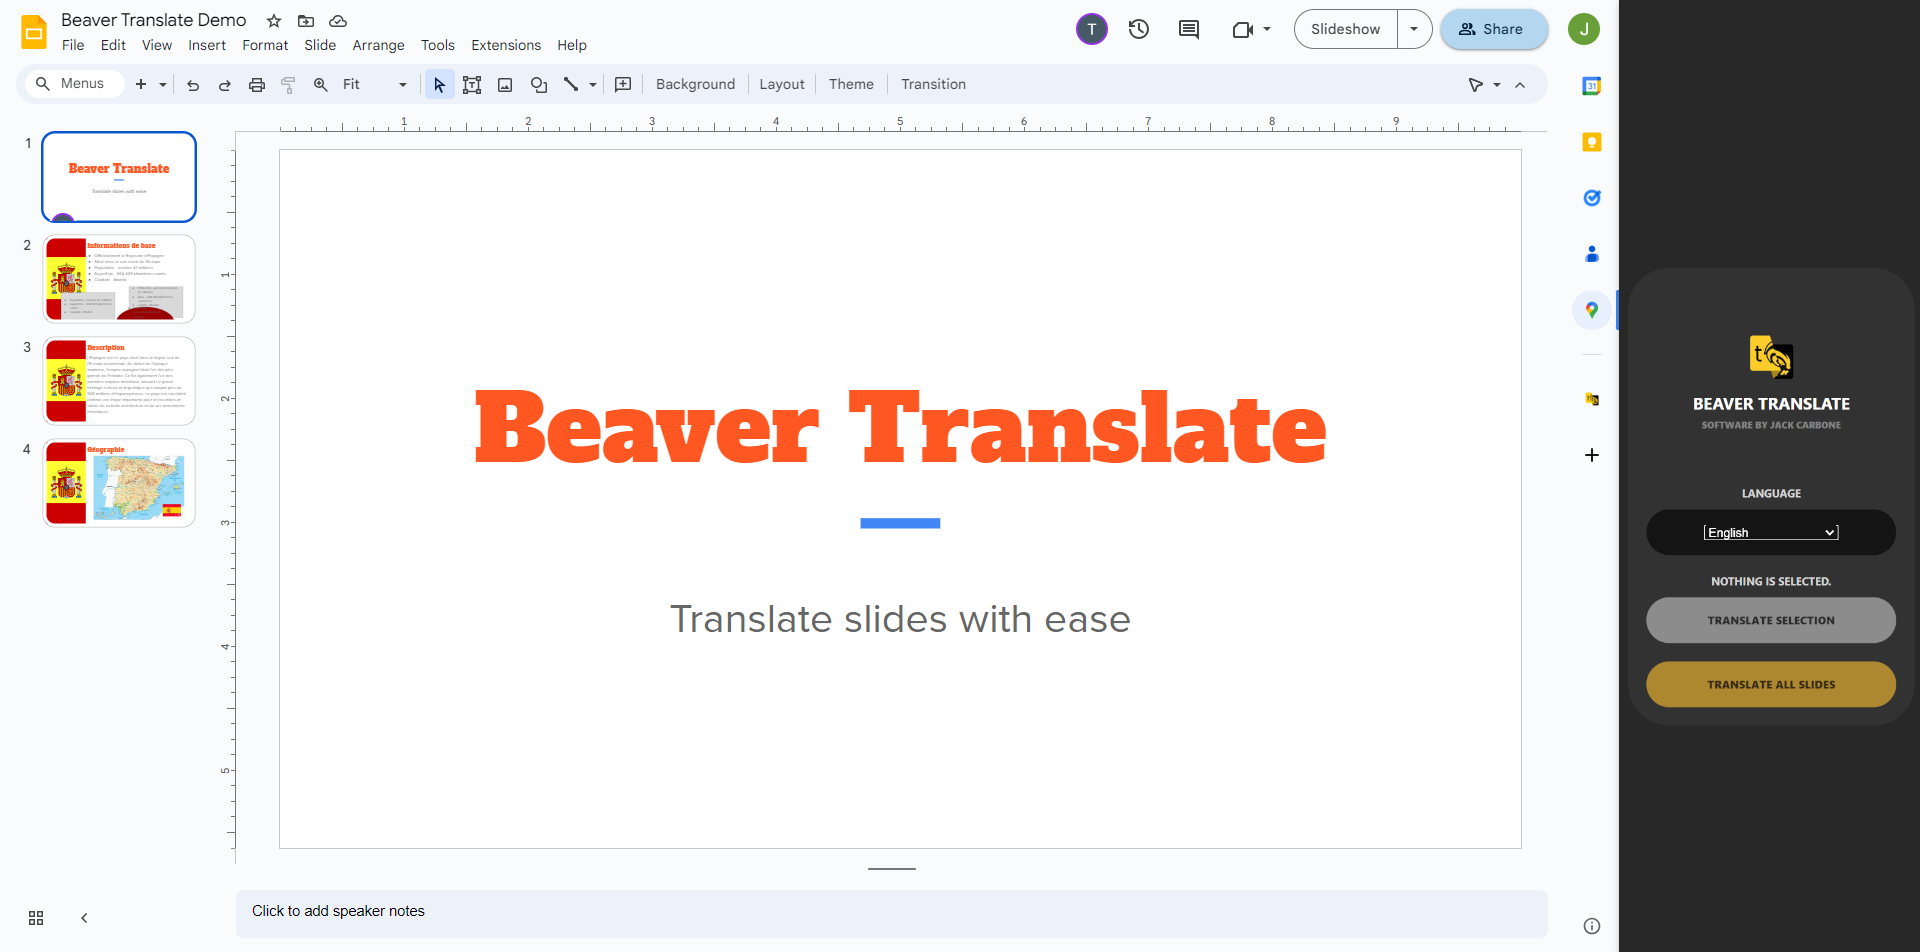 Beaver Translate Demo
File Edit View Insert Format Slide Arrange Tools Extensions Help
T
Slideshow
Share
J
Menus
Fit
Background
Layout
Theme
Transition
1 2 3 4 5 6 7 8 9
1
2
3
4
5
1
Beaver Translate
Translate slides with ease
2
Informations de base
3
Description
4
Géographie
Beaver Translate
Translate slides with ease
Click to add speaker notes
31
t
BEAVER TRANSLATE
SOFTWARE BY JACK CARBONE
LANGUAGE
English
NOTHING IS SELECTED.
TRANSLATE SELECTION
TRANSLATE ALL SLIDES